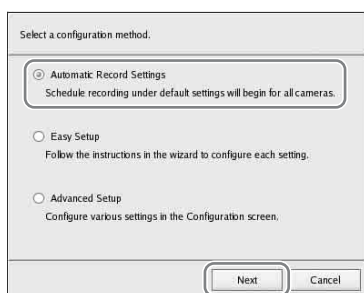 Select a configuration method.
Automatic Record Settings
Schedule recording under default settings will begin for all cameras.
Easy Setup
Follow the instructions in the wizard to configure each setting.
Advanced Setup
Configure various settings in the Configuration screen.
Next Cancel